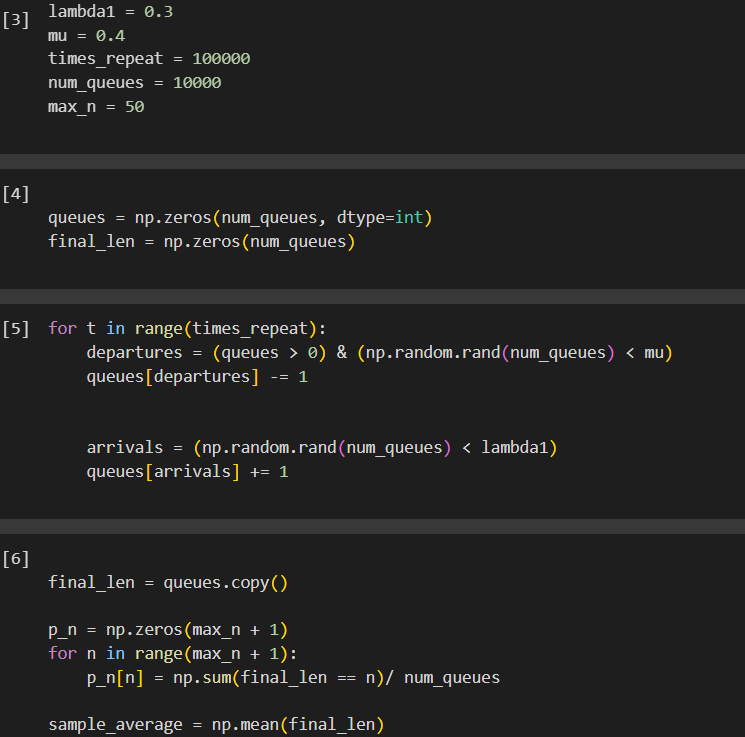 [3]
lambda1 = 0.3
mu = 0.4
times_repeat = 100000
num_queues = 10000
max_n = 50
[4]
queues = np.zeros(num_queues, dtype=int)
final_len = np.zeros(num_queues)
[5]
for t in range(times_repeat):
    departures = (queues > 0) & (np.random.rand(num_queues) < mu)
    queues[departures] -= 1
    arrivals = (np.random.rand(num_queues) < lambda1)
    queues[arrivals] += 1
[6]
final_len = queues.copy()
p_n = np.zeros(max_n + 1)
for n in range(max_n + 1):
    p_n[n] = np.sum(final_len == n)/ num_queues
sample_average = np.mean(final_len)